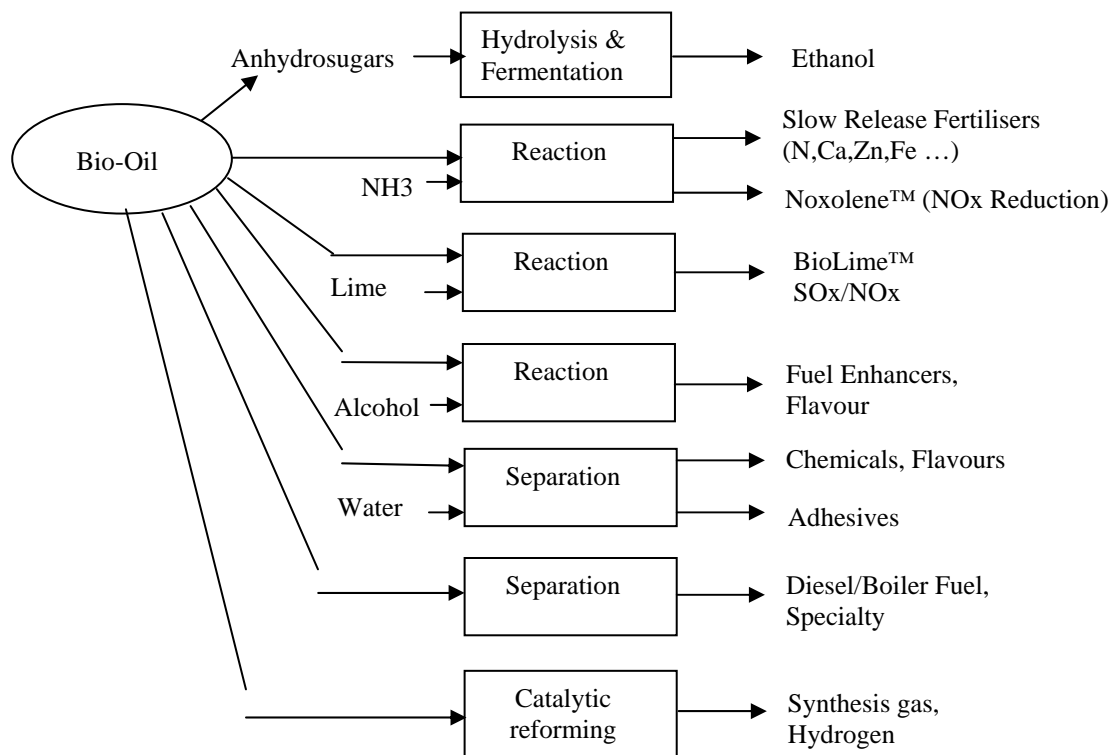 Hydrolysis &
Fermentation
Anhydrosugars
Ethanol
Bio-Oil
Reaction
NH3
Slow Release Fertilisers
(N,Ca,Zn,Fe …)
Noxolene™ (NOx Reduction)
Reaction
Lime
BioLime™
SOx/NOx
Reaction
Alcohol
Fuel Enhancers,
Flavour
Separation
Water
Chemicals, Flavours
Adhesives
Separation
Diesel/Boiler Fuel,
Specialty
Catalytic
reforming
Synthesis gas,
Hydrogen